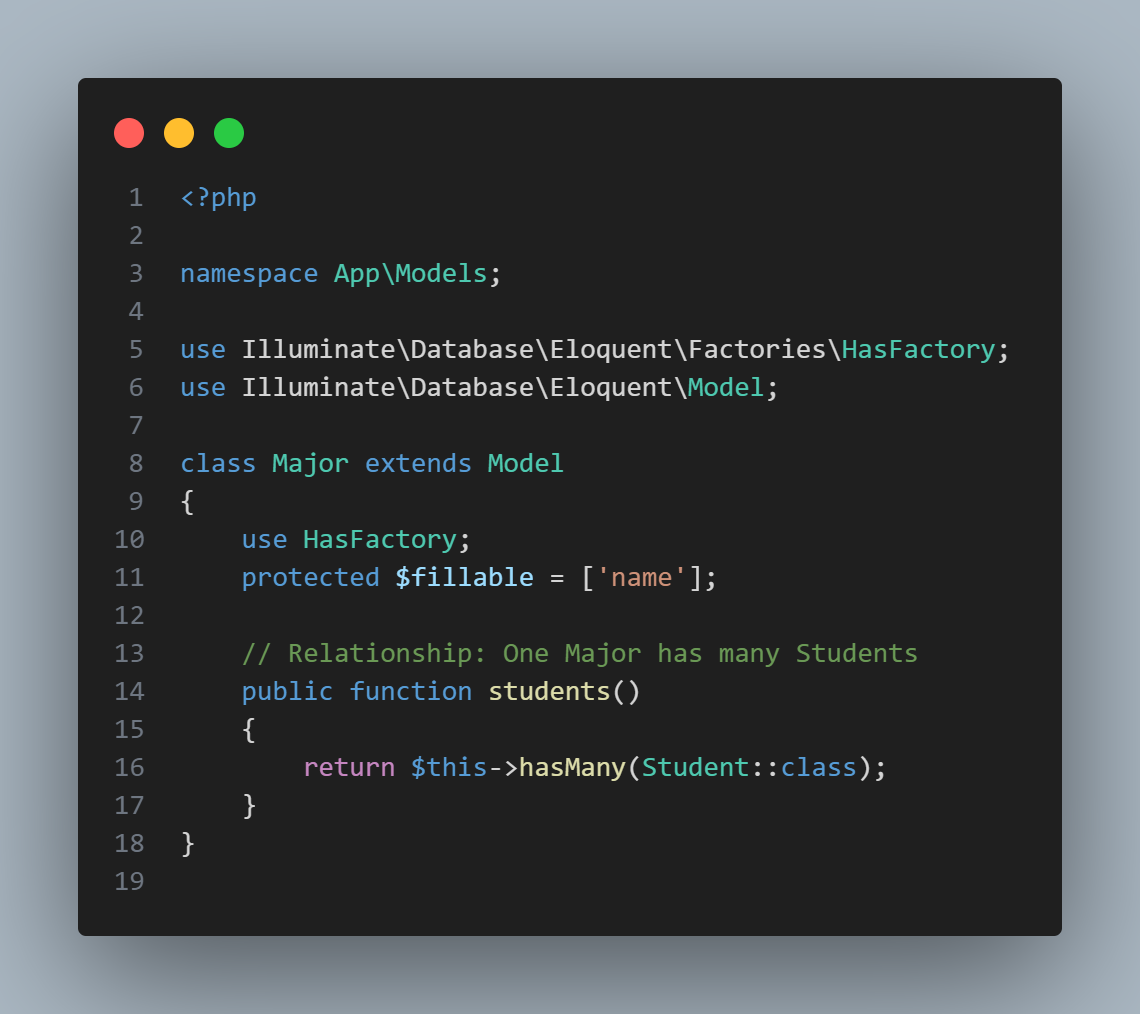 1 <?php
2
3 namespace App\Models;
4
5 use Illuminate\Database\Eloquent\Factories\HasFactory;
6 use Illuminate\Database\Eloquent\Model;
7
8 class Major extends Model
9 {
10     use HasFactory;
11     protected $fillable = ['name'];
12
13     // Relationship: One Major has many Students
14     public function students()
15     {
16         return $this->hasMany(Student::class);
17     }
18 }
19